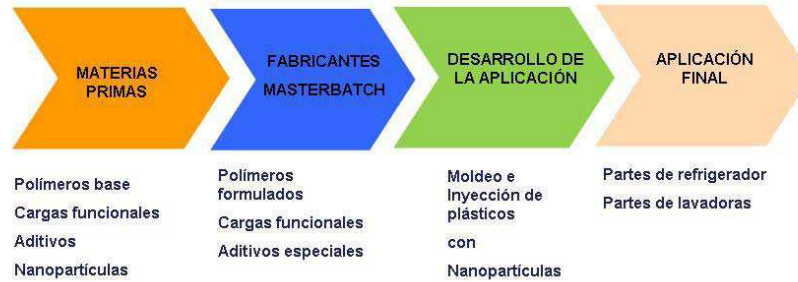 MATERIAS
PRIMAS
FABRICANTES
MASTERBATCH
DESARROLLO DE
LA APLICACIÓN
APLICACIÓN
FINAL
Polímeros base
Cargas funcionales
Aditivos
Nanopartículas
Polímeros
formulados
Cargas funcionales
Aditivos especiales
Moldeo e
Inyección de
plásticos
con
Nanopartículas
Partes de refrigerador
Partes de lavadoras